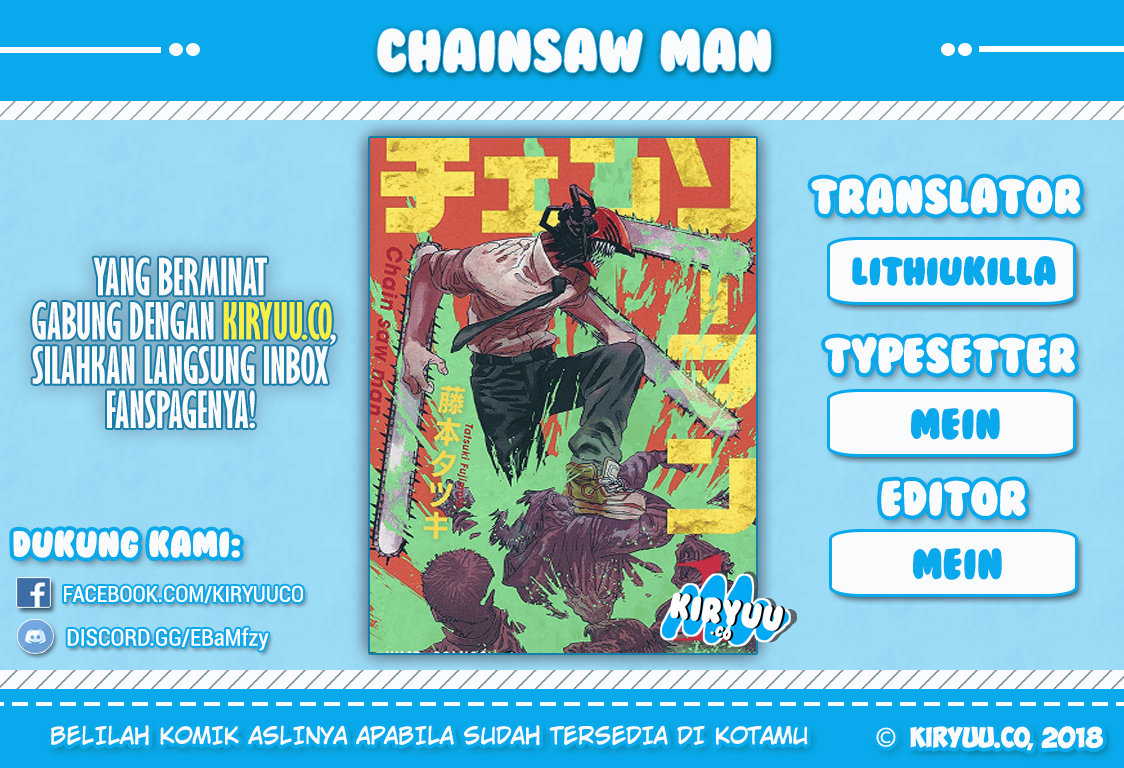 CHAINSAW MAN
YANG BERMINAT
GABUNG DENGAN KIRYUU.CO,
SILAHKAN LANGSUNG INBOX
FANSPAGENYA!
DUKUNG KAMI:
FACEBOOK.COM/KIRYUUCO
DISCORD.GG/EBaMfzy
チェンソ
ーマン
Chain saw man
藤本タツキ
Tatsuki Fujimoto
KIRYUU
.CO
TRANSLATOR
LITHIUKILLA
TYPESETTER
MEIN
EDITOR
MEIN
BELILAH KOMIK ASLINYA APABILA SUDAH TERSEDIA DI KOTAMU
© KIRYUU.CO, 2018